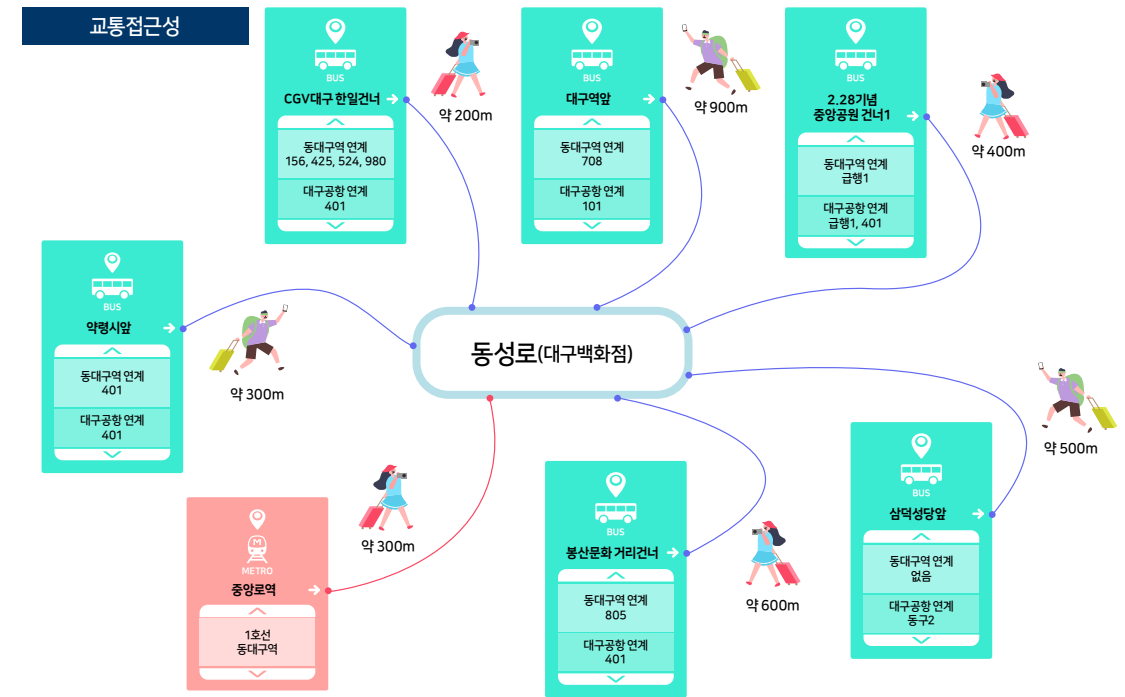 교통접근성
BUS
CGV대구 한일건너
동대구역 연계
156, 425, 524, 980
대구공항 연계
401
약 200m
BUS
대구역앞
동대구역 연계
708
대구공항 연계
101
약 900m
BUS
2.28기념
중앙공원 건너1
동대구역 연계
급행1
대구공항 연계
급행1, 401
약 400m
BUS
약령시앞
동대구역 연계
401
대구공항 연계
401
약 300m
동성로(대구백화점)
M
METRO
중앙로역
1호선
동대구역
약 300m
BUS
봉산문화 거리건너
동대구역 연계
805
대구공항 연계
401
약 600m
BUS
삼덕성당앞
동대구역 연계
없음
대구공항 연계
동구2
약 500m